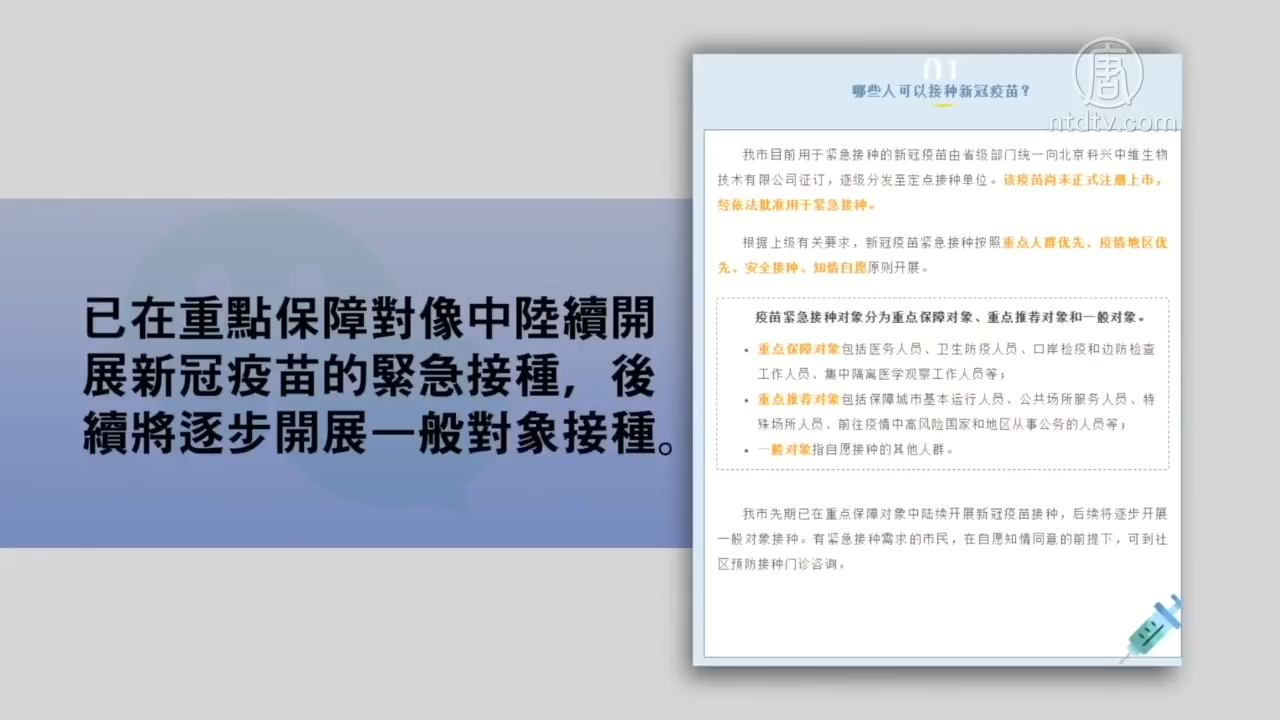 已在重點保障對像中陸續開
展新冠疫苗的緊急接種，後
續將逐步開展一般對象接種。
01
哪些人可以接种新冠疫苗？
唐
ntdtv.com
我市目前用于紧急接种的新冠疫苗由省级部门统一向北京科兴中维生物
技术有限公司征订，逐级分发至定点接种单位。该疫苗尚未正式注册上市，
经依法批准用于紧急接种。
根据上级有关要求，新冠疫苗紧急接种按照重点人群优先、疫情地区优
先、安全接种、知情自愿原则开展。
疫苗紧急接种对象分为重点保障对象、重点推荐对象和一般对象。
• 重点保障对象包括医务人员、卫生防疫人员、口岸检疫和边防检查
工作人员、集中隔离医学观察工作人员等；
• 重点推荐对象包括保障城市基本运行人员、公共场所服务人员、特
殊场所人员、前往疫情中高风险国家和地区从事公务的人员等；
• 一般对象指自愿接种的其他人群。
我市先期已在重点保障对象中陆续开展新冠疫苗接种，后续将逐步开展
一般对象接种。有紧急接种需求的市民，在自愿知情同意的前提下，可到社
区预防接种门诊咨询。